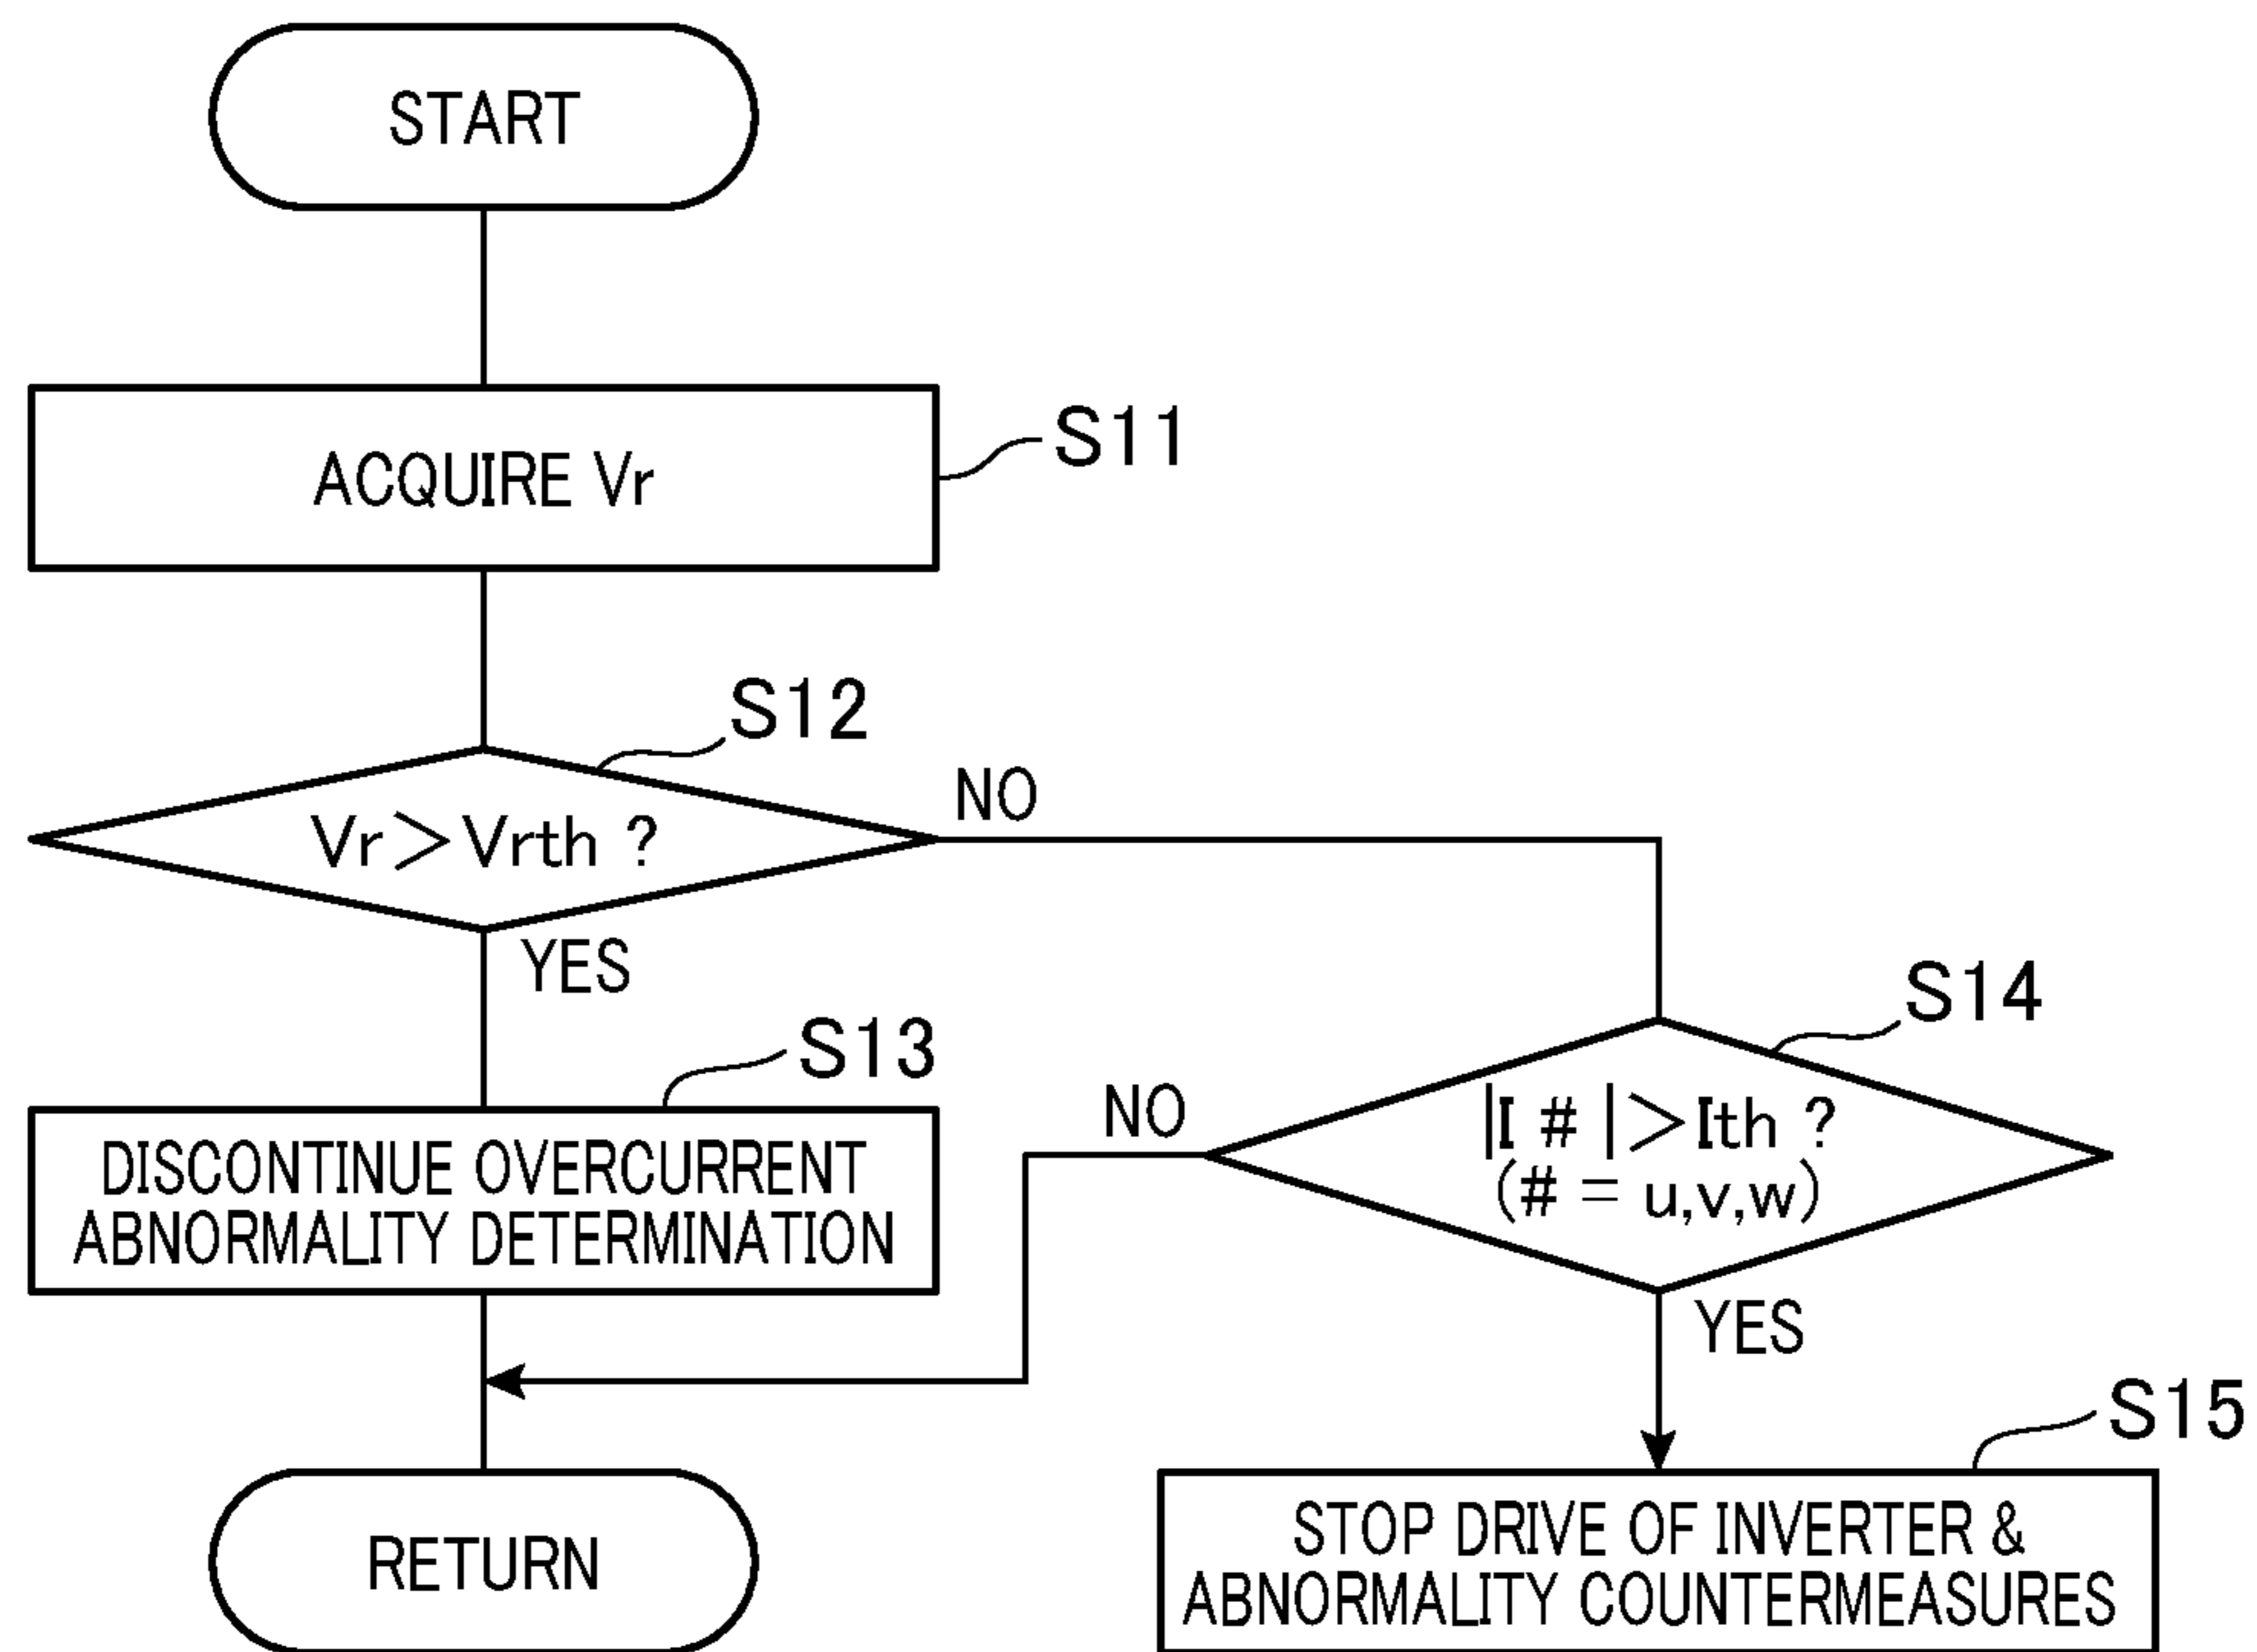 START
ACQUIRE Vr
S11
S12
Vr＞Vrth ?
NO
YES
S13
DISCONTINUE OVERCURRENT
ABNORMALITY DETERMINATION
S14
|I # |＞Ith ?
(# = u,v,w)
NO
YES
S15
STOP DRIVE OF INVERTER &
ABNORMALITY COUNTERMEASURES
RETURN